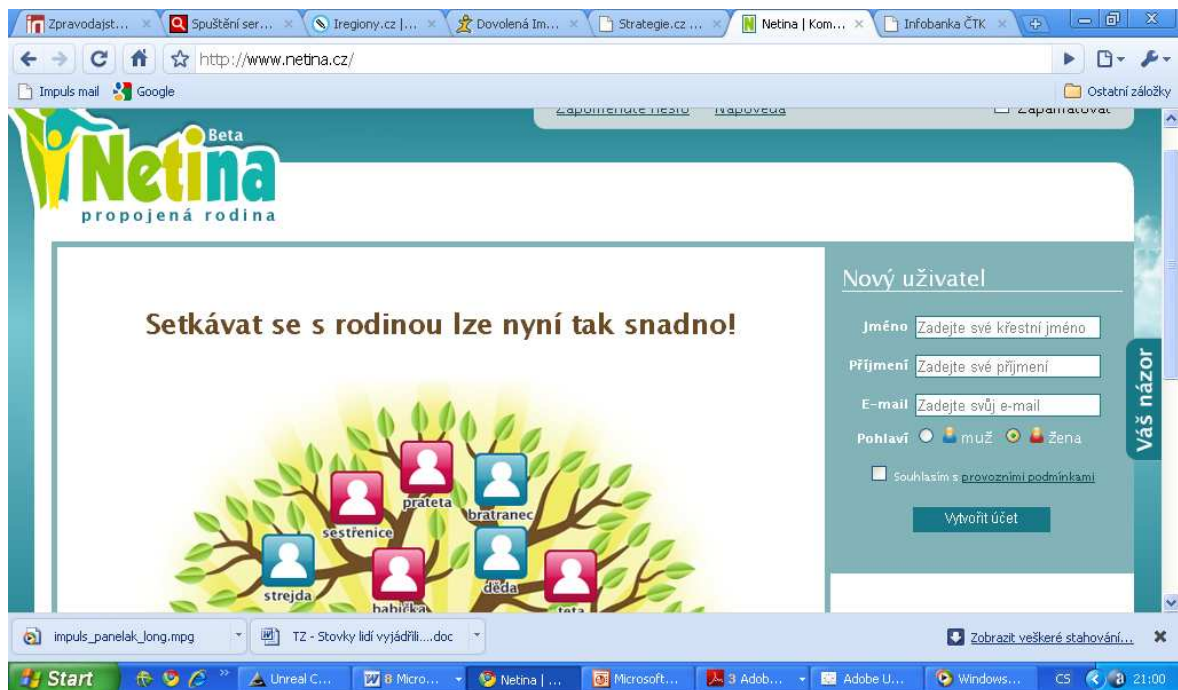 Zpravodajst...
Spuštění ser...
Iregiony.cz |...
Dovolená Im...
Strategie.cz ...
Netina | Kom...
Infobanka ČTK
http://www.netina.cz/
Impuls mail
Google
Ostatní záložky
Zapomenuté heslo
Nápověda
Zapamatovat
Beta
Netina
propojená rodina
Nový uživatel
Setkávat se s rodinou lze nyní tak snadno!
Jméno Zadejte své křestní jméno
Příjmení Zadejte své příjmení
E-mail Zadejte svůj e-mail
Pohlaví muž žena
Souhlasím s provozními podmínkami
Vytvořit účet
Váš názor
prateta
bratranec
sestřenice
děda
strejda
babička
teta
impuls_panelak_long.mpg
TZ - Stovky lidí vyjádřili....doc
Zobrazit veškeré stahování...
Start
Unreal C...
8 Micro...
Netina | ...
Microsoft...
3 Adob...
Adobe U...
Windows...
CS
21:00